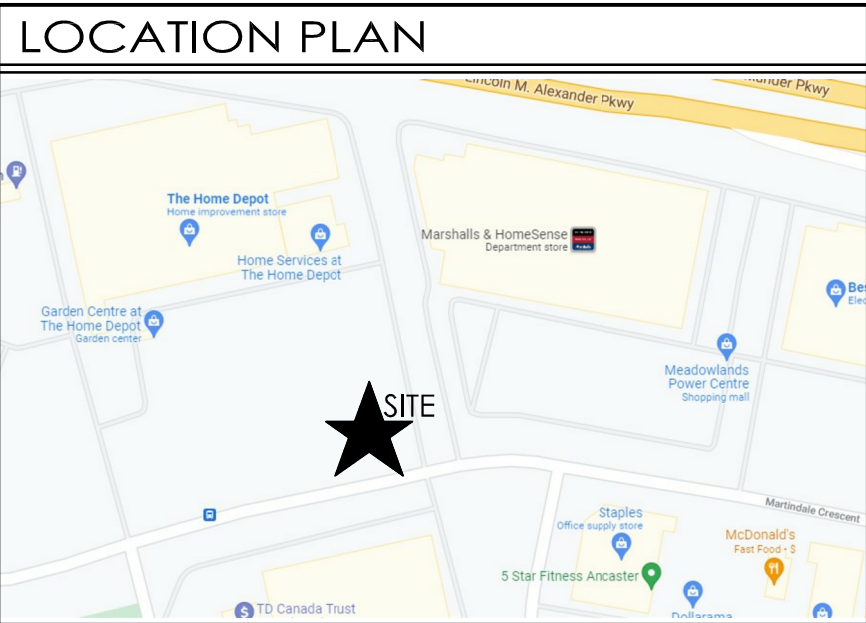 LOCATION PLAN
Lincoln M. Alexander Pkwy
Pkwy
The Home Depot
Home improvement store
Marshalls & HomeSense
Department store
Home Services at
The Home Depot
Garden Centre at
The Home Depot
Garden center
Meadowlands
Power Centre
Shopping mall
SITE
Martindale Crescent
Staples
Office supply store
McDonald's
Fast Food • $
5 Star Fitness Ancaster
TD Canada Trust
Dollarama